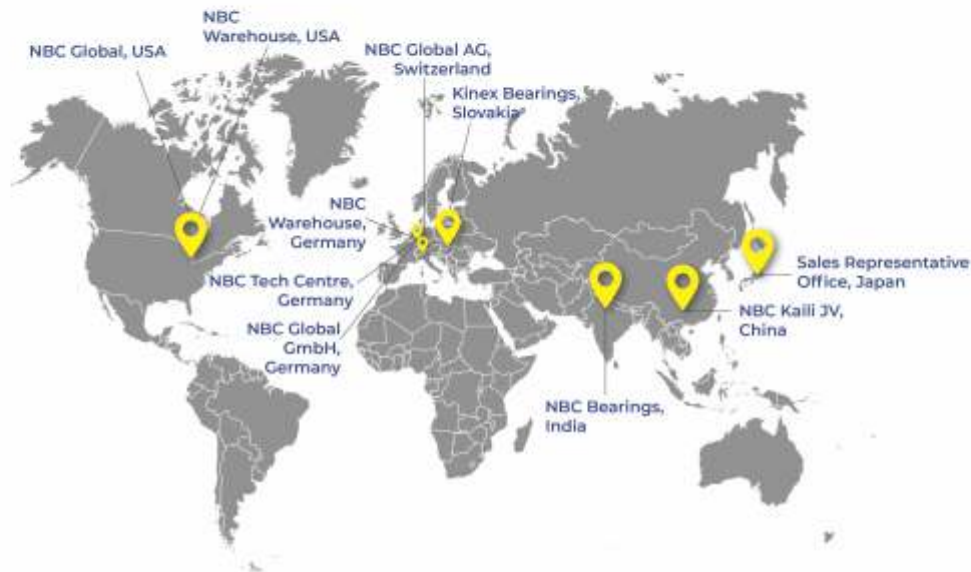 NBC
Warehouse, USA
NBC Global, USA
NBC Global AG,
Switzerland
Kinex Bearings,
Slovakia
NBC
Warehouse,
Germany
NBC Tech Centre,
Germany
NBC Global
GmbH,
Germany
Sales Representative
Office, Japan
NBC Kaili JV,
China
NBC Bearings,
India